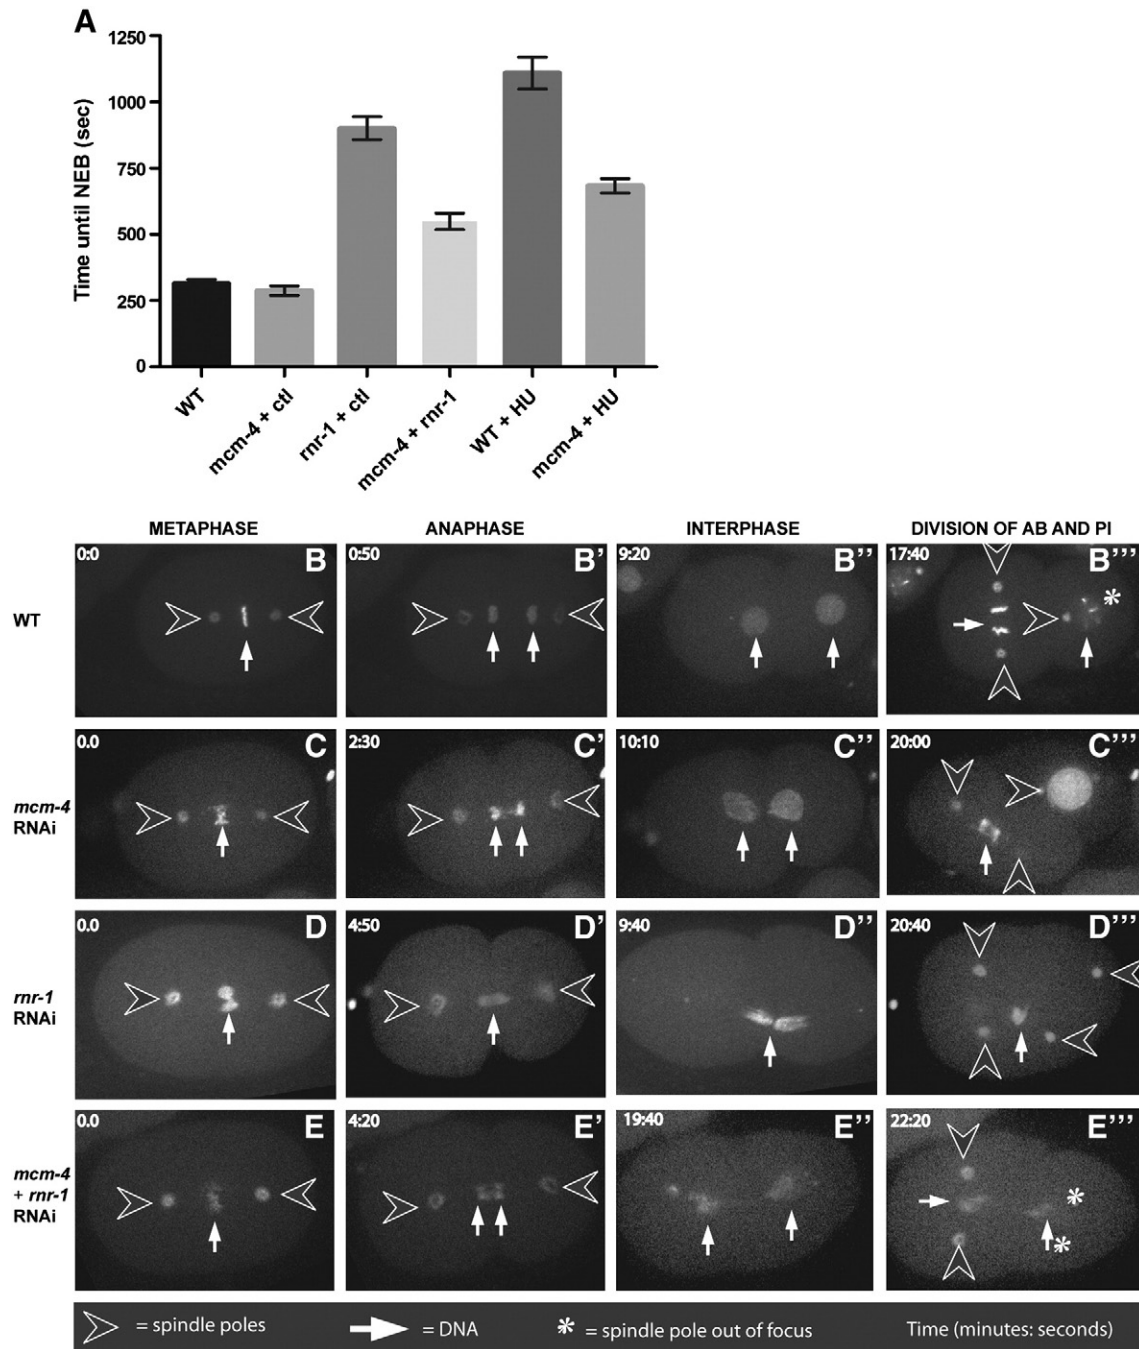 A
Time until NEB (sec)
1250
1000
750
500
250
0
WT
mcm-4 + ctl
rnr-1 + ctl
mcm-4 + rnr-1
WT + HU
mcm-4 + HU
METAPHASE
ANAPHASE
INTERPHASE
DIVISION OF AB AND PI
WT
0:0 B
0:50 B'
9:20 B''
17:40 B'''
*
mcm-4
RNAi
0.0 C
2:30 C'
10:10 C''
20:00 C'''
rnr-1
RNAi
0.0 D
4:50 D'
9:40 D''
20:40 D'''
mcm-4
+ rnr-1
RNAi
0.0 E
4:20 E'
19:40 E''
22:20 E'''
*
*
= spindle poles
= DNA
* = spindle pole out of focus
Time (minutes: seconds)